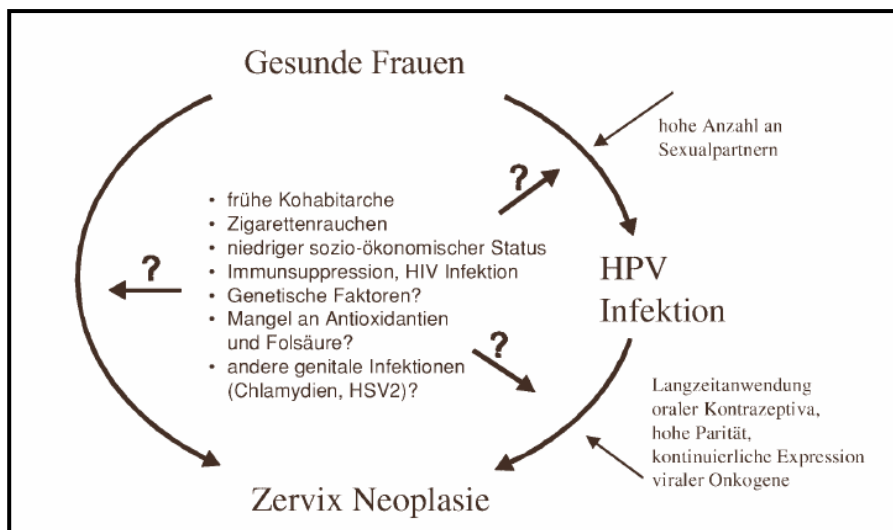 Gesunde Frauen
hohe Anzahl an
Sexualpartnern
?
• frühe Kohabitarche
• Zigarettenrauchen
• niedriger sozio-ökonomischer Status
• Immunsuppression, HIV Infektion
• Genetische Faktoren?
• Mangel an Antioxidantien
und Folsäure?
• andere genitale Infektionen
(Chlamydien, HSV2)?
?
HPV
Infektion
?
Langzeitanwendung
oraler Kontrazeptiva,
hohe Parität,
kontinuierliche Expression
viraler Onkogene
Zervix Neoplasie